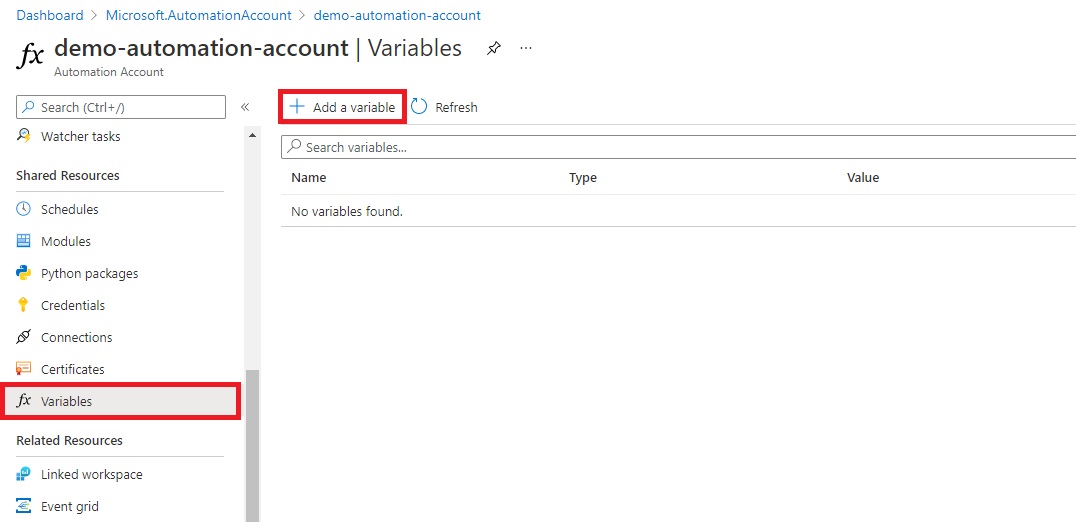 Dashboard > Microsoft.AutomationAccount > demo-automation-account
fx demo-automation-account | Variables ...
Automation Account
Search (Ctrl+/) «
Watcher tasks
Shared Resources
Schedules
Modules
Python packages
Credentials
Connections
Certificates
fx Variables
Related Resources
Linked workspace
Event grid
+ Add a variable Refresh
Search variables...
Name Type Value
No variables found.